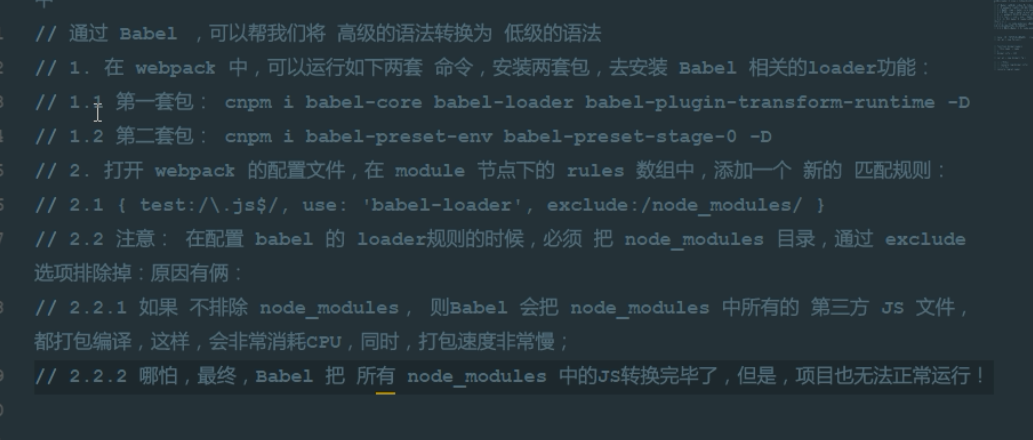 // 通过 Babel ，可以帮我们将 高级的语法转换为 低级的语法
// 1. 在 webpack 中，可以运行如下两套 命令，安装两套包，去安装 Babel 相关的loader功能：
// 1.1 第一套包： cnpm i babel-core babel-loader babel-plugin-transform-runtime -D
// 1.2 第二套包： cnpm i babel-preset-env babel-preset-stage-0 -D
// 2. 打开 webpack 的配置文件，在 module 节点下的 rules 数组中，添加一个 新的 匹配规则：
// 2.1 { test:/\.js$/, use: 'babel-loader', exclude:/node_modules/ }
// 2.2 注意： 在配置 babel 的 loader规则的时候，必须 把 node_modules 目录，通过 exclude
选项排除掉：原因有俩：
// 2.2.1 如果 不排除 node_modules， 则Babel 会把 node_modules 中所有的 第三方 JS 文件，
都打包编译，这样，会非常消耗CPU，同时，打包速度非常慢；
// 2.2.2 哪怕，最终，Babel 把 所有 node_modules 中的JS转换完毕了，但是，项目也无法正常运行！